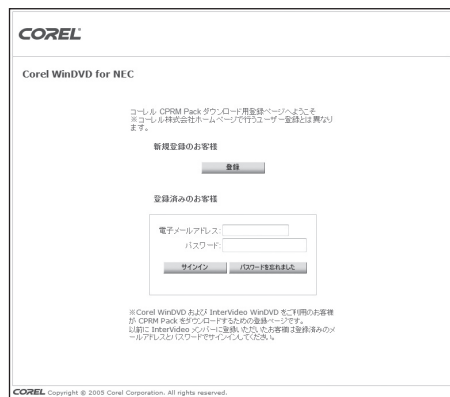 COREL
Corel WinDVD for NEC
コーレル CPRM Pack ダウンロード用登録ページへようこそ
※コーレル株式会社ホームページで行うユーザー登録とは異なり
ます。
新規登録のお客様
登録
登録済みのお客様
電子メールアドレス:
パスワード:
サインイン
パスワードを忘れました
※Corel WinDVD および InterVideo WinDVD をご利用のお客様
が CPRM Pack をダウンロードするための登録ページです。
以前に InterVideo メンバーに登録いただいたお客様は登録済みのメ
ールアドレスとパスワードでサインインしてください。
COREL Copyright © 2005 Corel Corporation. All rights reserved.